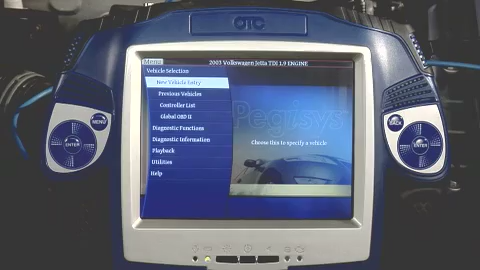 OTC
Menu
2003 Volkswagen Jetta TDI 1.9 ENGINE
Vehicle Selection
New Vehicle Entry
Previous Vehicles
Controller List
Global OBD II
Diagnostic Functions
Diagnostic Information
Playback
Utilities
Help
Pegisys
Choose this to specify a vehicle
MENU
ENTER
BACK
ENTER